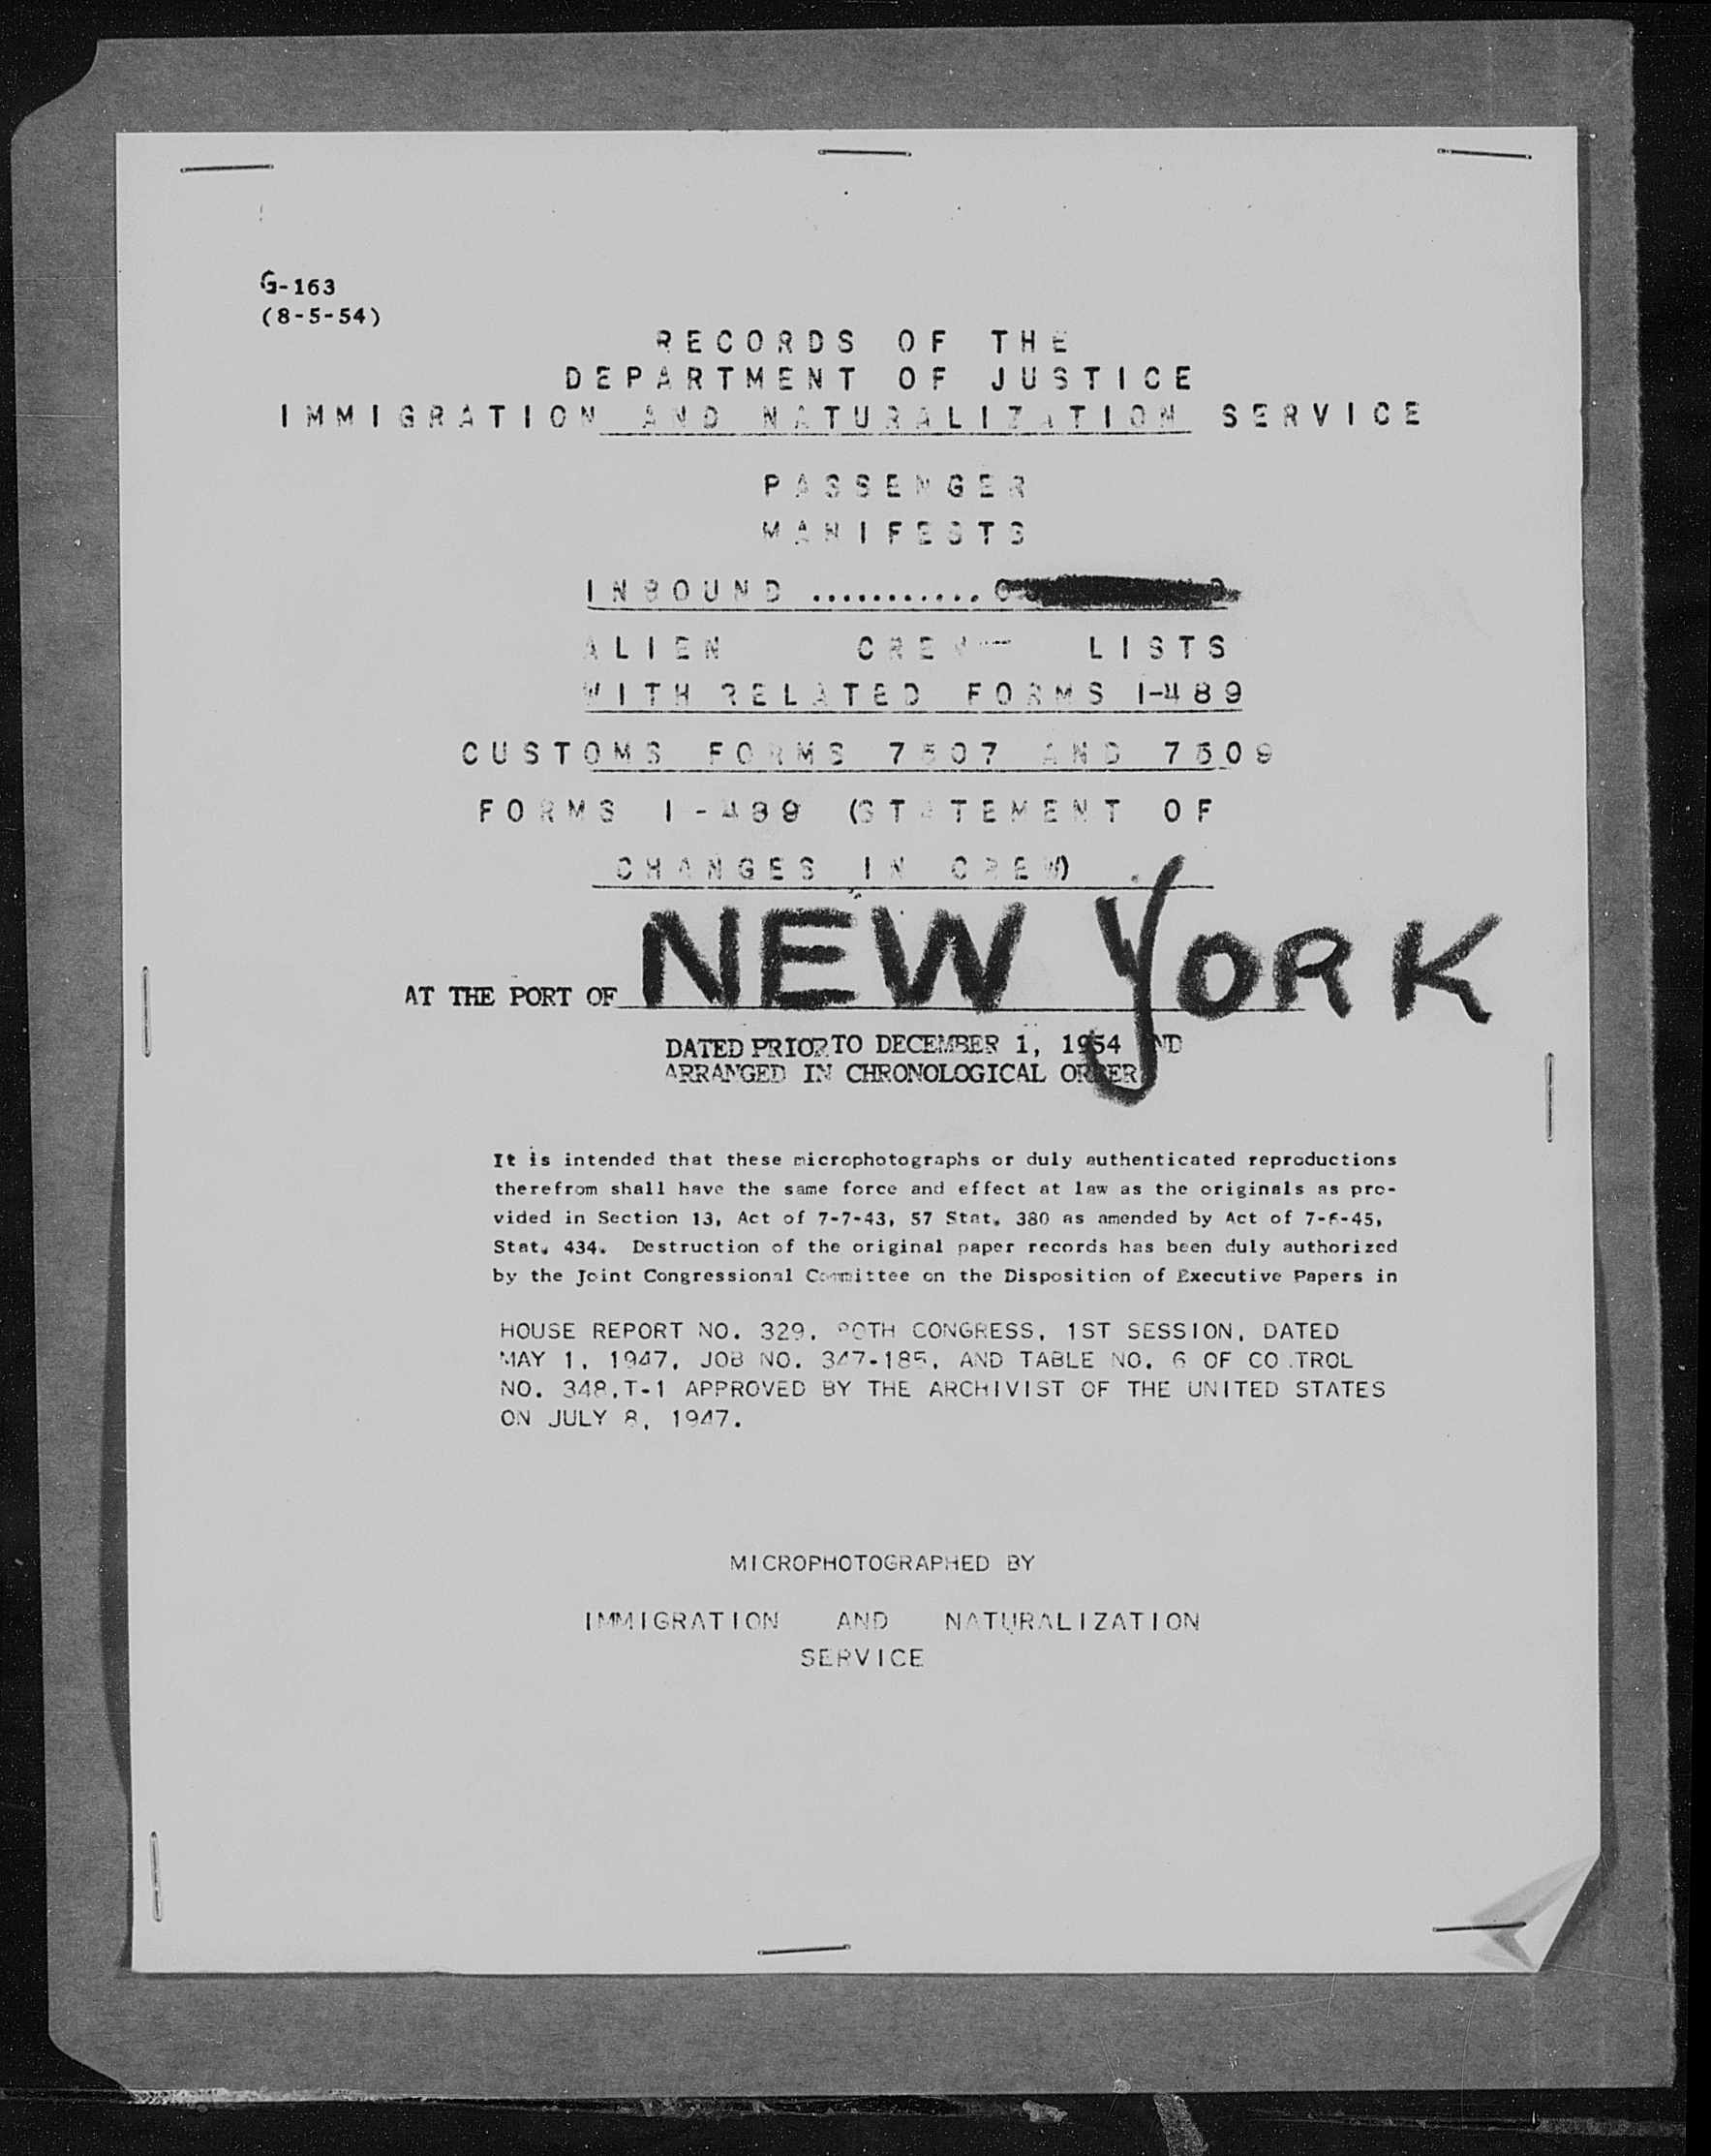 G-163
(8-5-54)
RECORDS OF THE
DEPARTMENT OF JUSTICE
IMMIGRATION AND NATURALIZATION SERVICE
PASSENGER
MANIFESTS
INBOUND ...........
ALIEN CREW LISTS
WITH RELATED FORMS I-489
CUSTOMS FORMS 7507 AND 7509
FORMS I-489 (STATEMENT OF
CHANGES IN CREW)
AT THE PORT OF NEW YORK
DATED PRIOR TO DECEMBER 1, 1954 AND
ARRANGED IN CHRONOLOGICAL ORDER
It is intended that these microphotographs or duly authenticated reproductions
therefrom shall have the same force and effect at law as the originals as pro-
vided in Section 13, Act of 7-7-43, 57 Stat. 380 as amended by Act of 7-6-45,
Stat. 434. Destruction of the original paper records has been duly authorized
by the Joint Congressional Committee on the Disposition of Executive Papers in
HOUSE REPORT NO. 329, 80TH CONGRESS, 1ST SESSION, DATED
MAY 1, 1947, JOB NO. 347-185, AND TABLE NO. 6 OF CO TROL
NO. 348,T-1 APPROVED BY THE ARCHIVIST OF THE UNITED STATES
ON JULY 8, 1947.
MICROPHOTOGRAPHED BY
IMMIGRATION AND NATURALIZATION
SERVICE